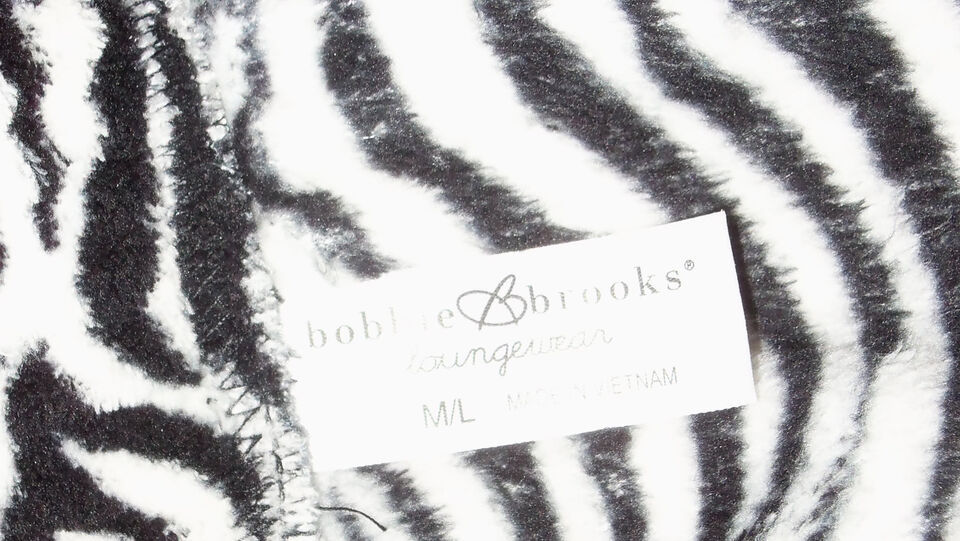 bobbie brooks®
loungewear
M/L MADE IN VIETNAM